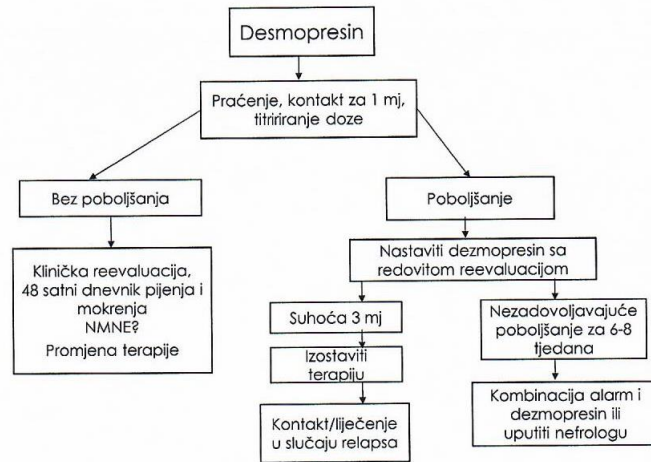 Desmopresin
Praćenje, kontakt za 1 mj,
titriranje doze
Bez poboljšanja
Poboljšanje
Klinička reevaluacija,
48 satni dnevnik pijenja i
mokrenja
NMNE?
Promjena terapije
Nastaviti dezmopresin sa
redovitom reevaluacijom
Suhoća 3 mj
Nezadovoljavajuće
poboljšanje za 6-8
tjedana
Izostaviti
terapiju
Kombinacija alarm i
dezmopresin ili
uputiti nefrologu
Kontakt/liječenje
u slučaju relapsa